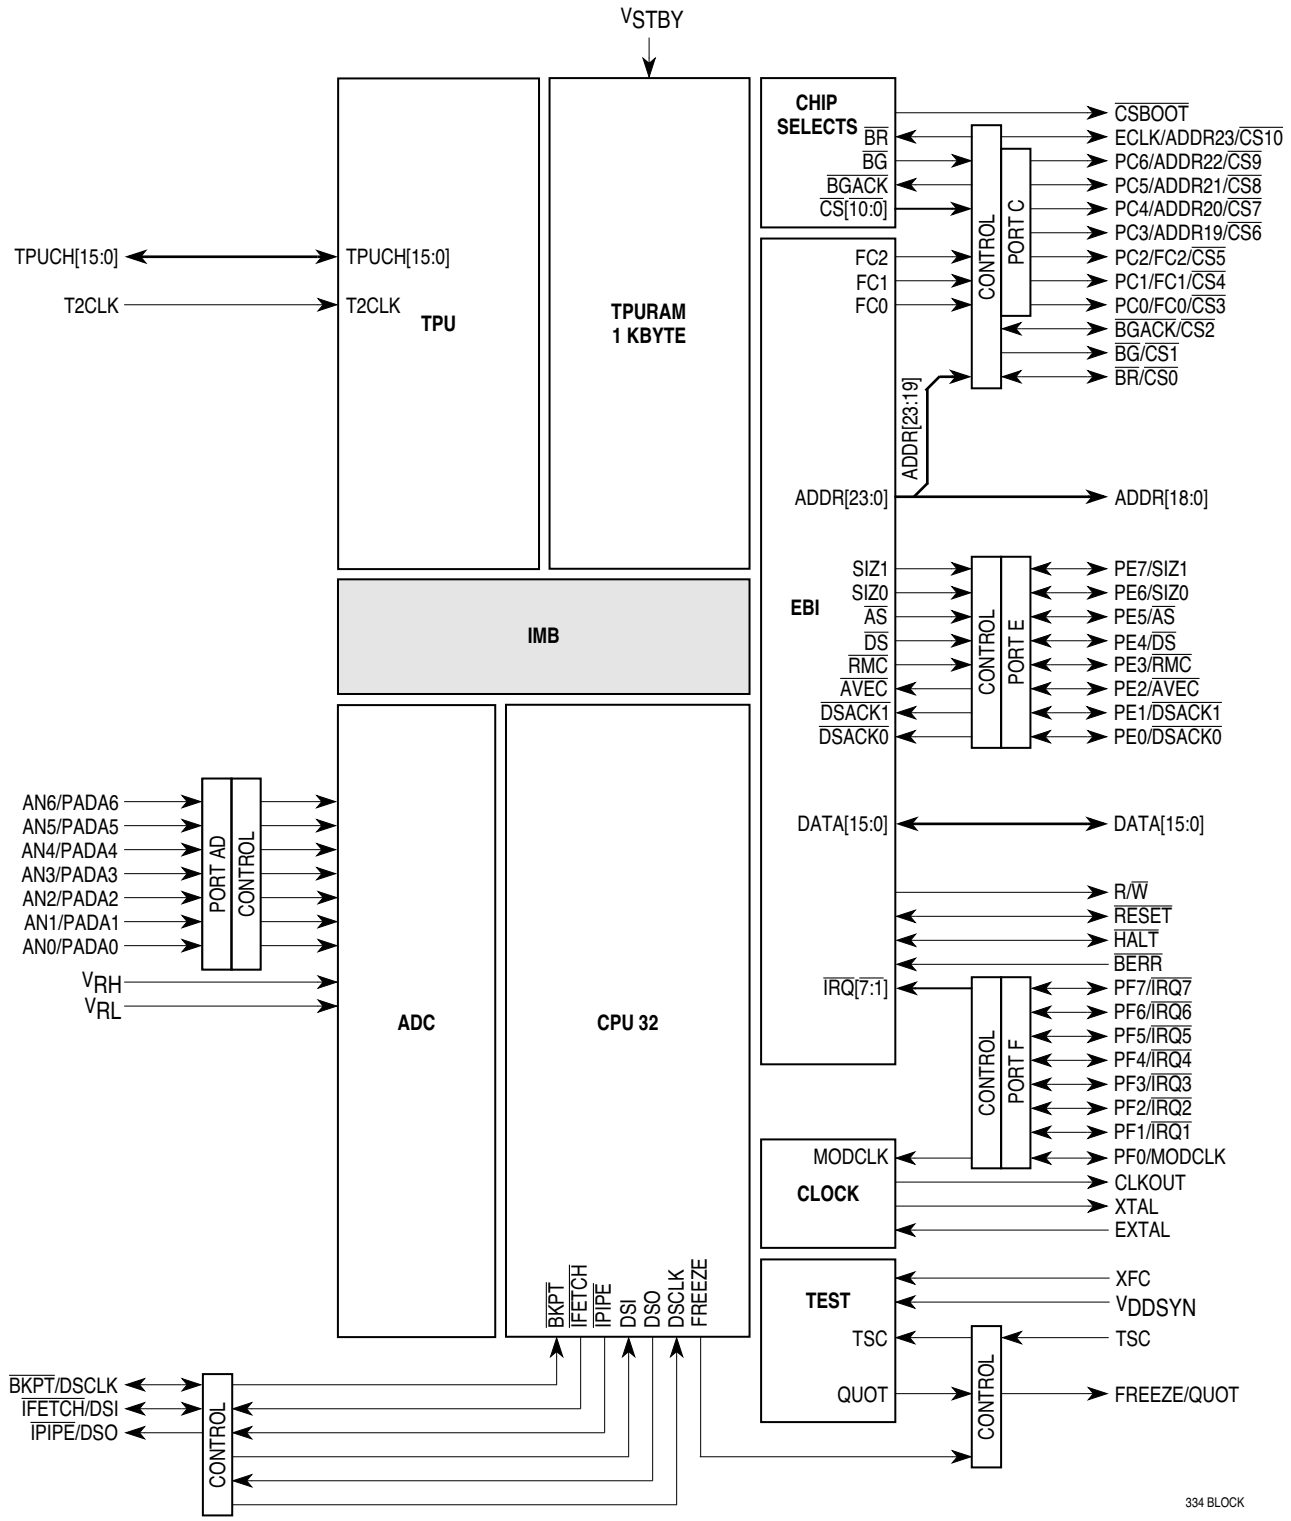 VSTBY
CHIP
SELECTS
BR
BG
BGACK
CS[10:0]
CONTROL
PORT C
CSBOOT
ECLK/ADDR23/CS10
PC6/ADDR22/CS9
PC5/ADDR21/CS8
PC4/ADDR20/CS7
PC3/ADDR19/CS6
PC2/FC2/CS5
PC1/FC1/CS4
PC0/FC0/CS3
BGACK/CS2
BG/CS1
BR/CS0
TPUCH[15:0]
T2CLK
TPUCH[15:0]
T2CLK
TPU
TPURAM
1 KBYTE
FC2
FC1
FC0
ADDR[23:19]
ADDR[23:0]
ADDR[18:0]
IMB
EBI
SIZ1
SIZ0
AS
DS
RMC
AVEC
DSACK1
DSACK0
CONTROL
PORT E
PE7/SIZ1
PE6/SIZ0
PE5/AS
PE4/DS
PE3/RMC
PE2/AVEC
PE1/DSACK1
PE0/DSACK0
DATA[15:0]
DATA[15:0]
R/W
RESET
HALT
BERR
IRQ[7:1]
CONTROL
PORT F
PF7/IRQ7
PF6/IRQ6
PF5/IRQ5
PF4/IRQ4
PF3/IRQ3
PF2/IRQ2
PF1/IRQ1
PF0/MODCLK
AN6/PADA6
AN5/PADA5
AN4/PADA4
AN3/PADA3
AN2/PADA2
AN1/PADA1
AN0/PADA0
VRH
VRL
PORT AD
CONTROL
ADC
CPU 32
MODCLK
CLOCK
CLKOUT
XTAL
EXTAL
TEST
TSC
QUOT
XFC
VDDSYN
TSC
CONTROL
FREEZE/QUOT
BKPT
IFETCH
IPIPE
DSI
DSO
DSCLK
FREEZE
BKPT/DSCLK
IFETCH/DSI
IPIPE/DSO
CONTROL
334 BLOCK